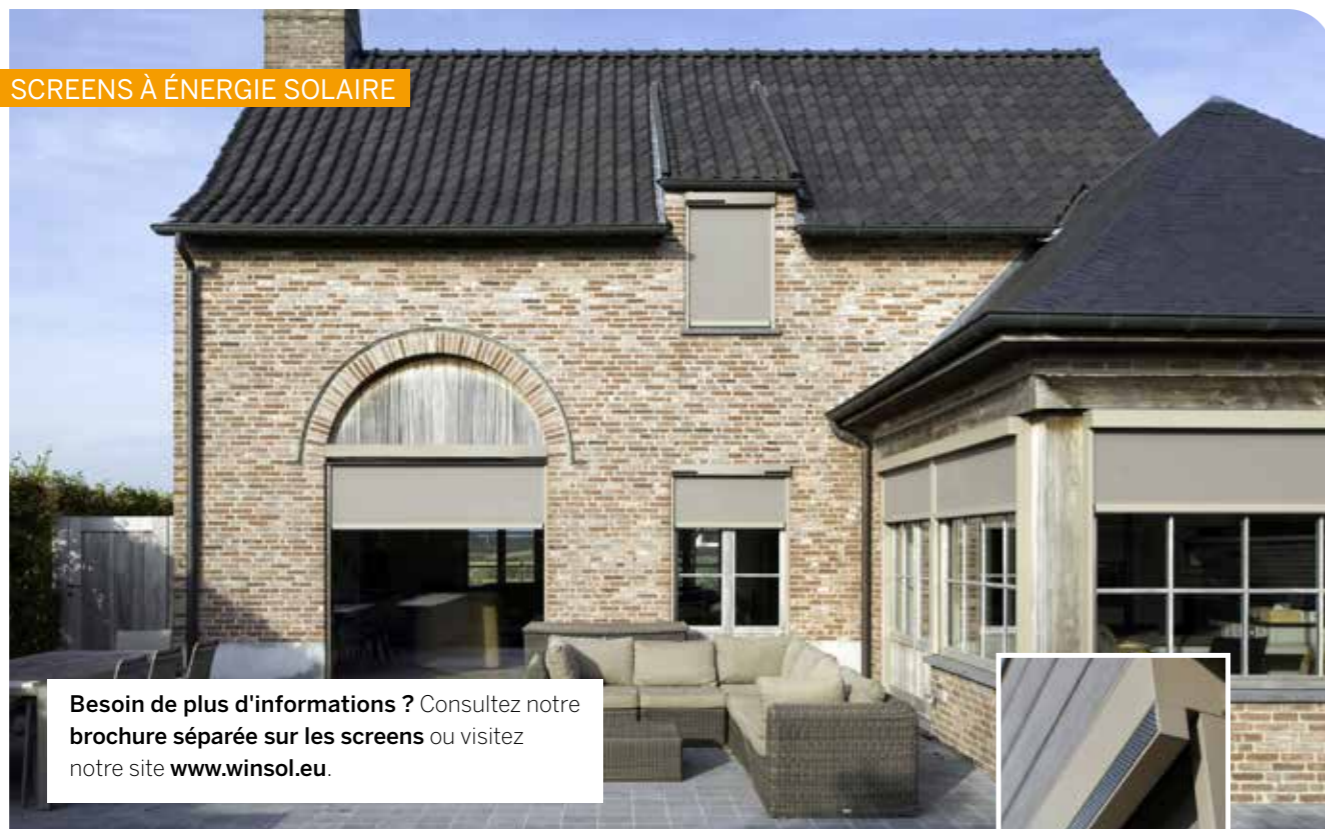 SCREENS À ÉNERGIE SOLAIRE
Besoin de plus d'informations ? Consultez notre
brochure séparée sur les screens ou visitez
notre site www.winsol.eu.